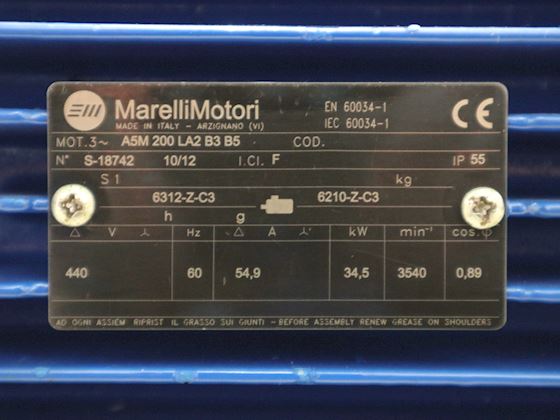 MarelliMotori
MADE IN ITALY - ARZIGNANO (VI)
EN 60034-1
IEC 60034-1
CE
MOT.3~ A5M 200 LA2 B3 B5 COD.
N° S-18742 10/12 I.Cl. F IP 55
S1 kg
6312-Z-C3 6210-Z-C3
h g
△ V ⅄ Hz △ A ⅄ kW min⁻¹ cos.φ
440 60 54,9 34,5 3540 0,89
AD OGNI ASSIEM RIPRIST IL GRASSO SUI GIUNTI - BEFORE ASSEMBLY RENEW GREASE ON SHOULDERS